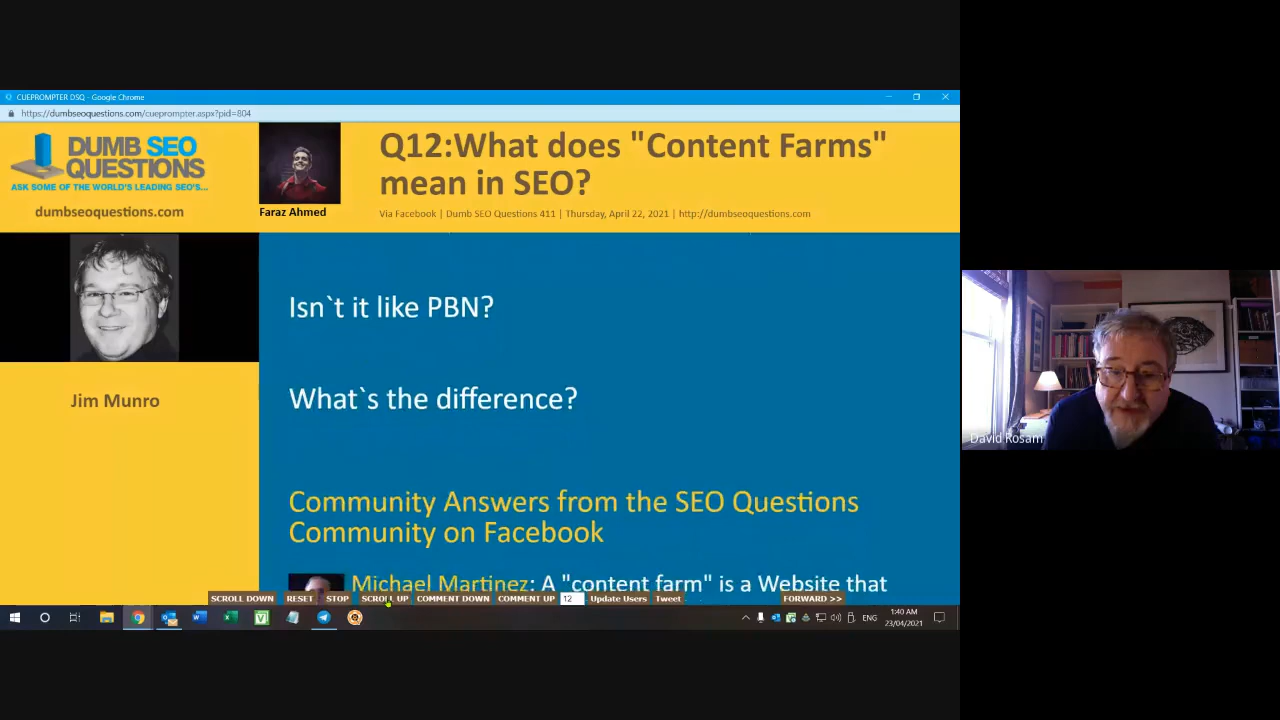 CUEPROMPTER DSQ - Google Chrome
https://dumbseoquestions.com/cueprompter.aspx?pid=804
DUMB SEO
QUESTIONS
ASK SOME OF THE WORLD'S LEADING SEO'S...
dumbseoquestions.com
Faraz Ahmed
Q12:What does "Content Farms"
mean in SEO?
Via Facebook | Dumb SEO Questions 411 | Thursday, April 22, 2021 | http://dumbseoquestions.com
Jim Munro
Isn`t it like PBN?
What`s the difference?
Community Answers from the SEO Questions
Community on Facebook
Michael Martinez: A "content farm" is a Website that
SCROLL DOWN RESET STOP SCROLL UP COMMENT DOWN COMMENT UP 12 Update Users Tweet FORWARD >>
ENG
1:40 AM
23/04/2021
David Rosam